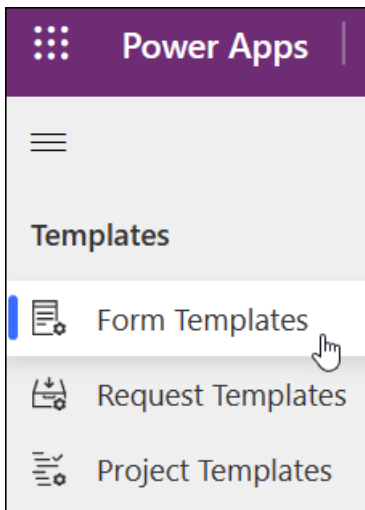 Power Apps
Templates
Form Templates
Request Templates
Project Templates